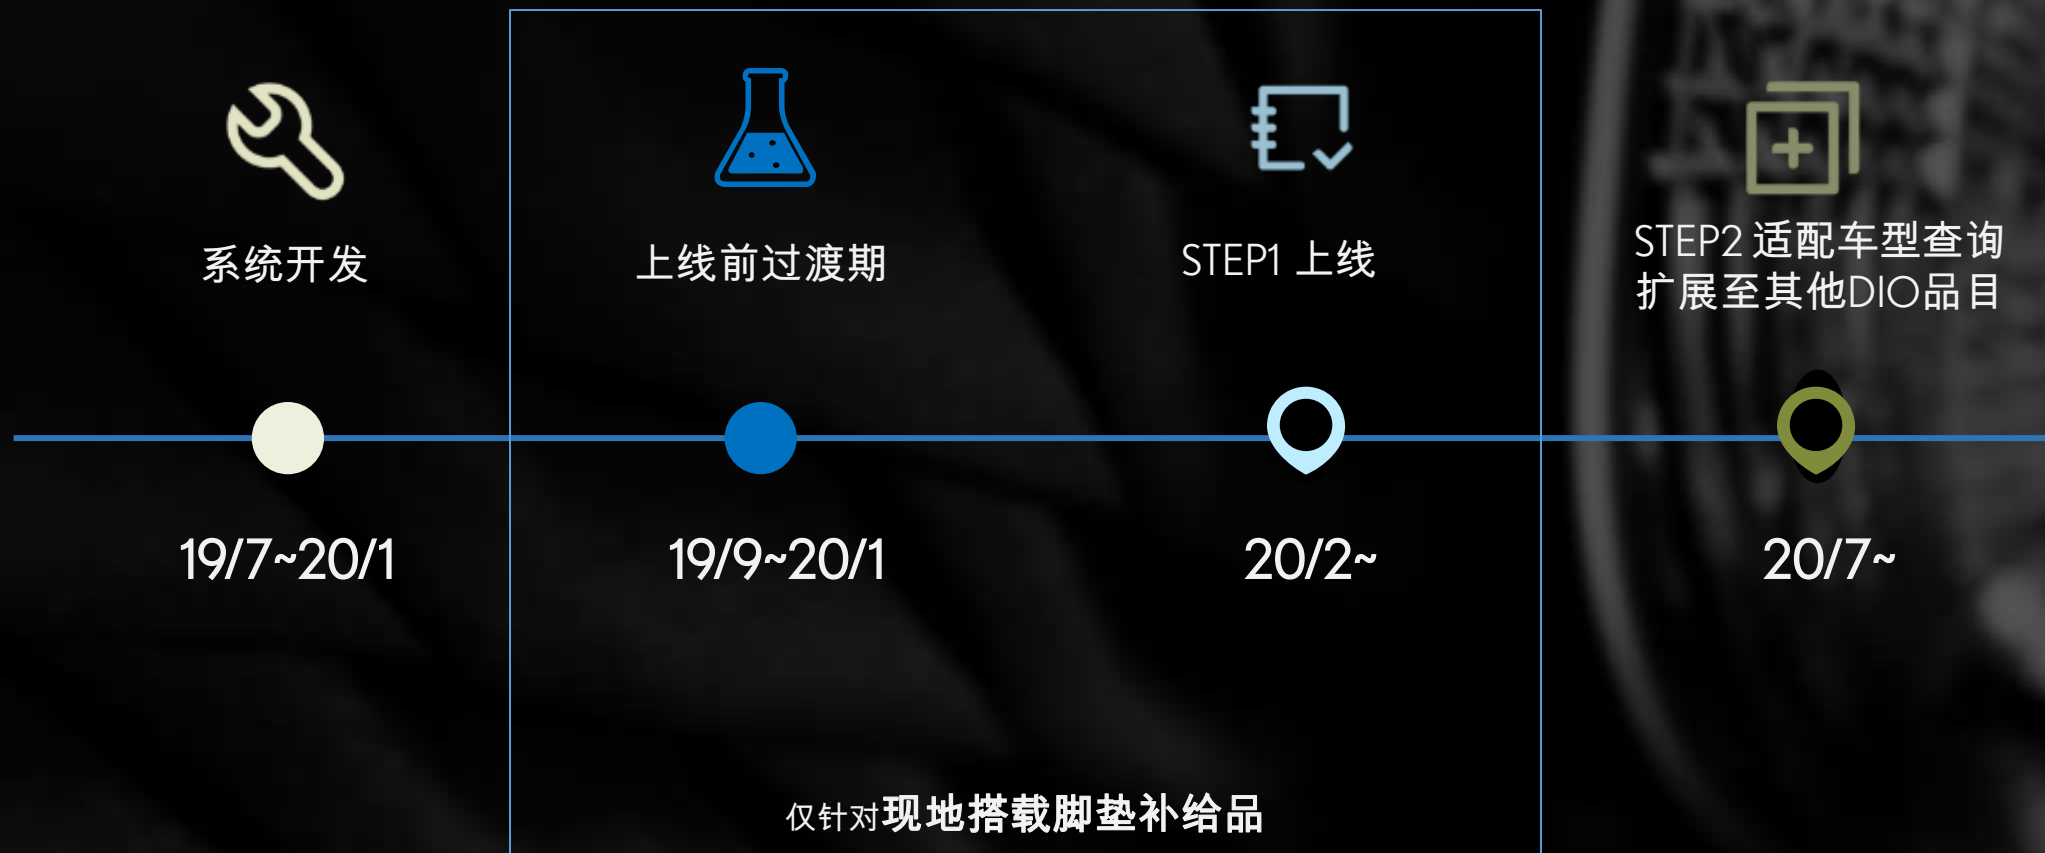 系统开发
上线前过渡期
STEP1 上线
STEP2 适配车型查询
扩展至其他DIO品目
19/7~20/1
19/9~20/1
20/2~
20/7~
仅针对现地搭载脚垫补给品